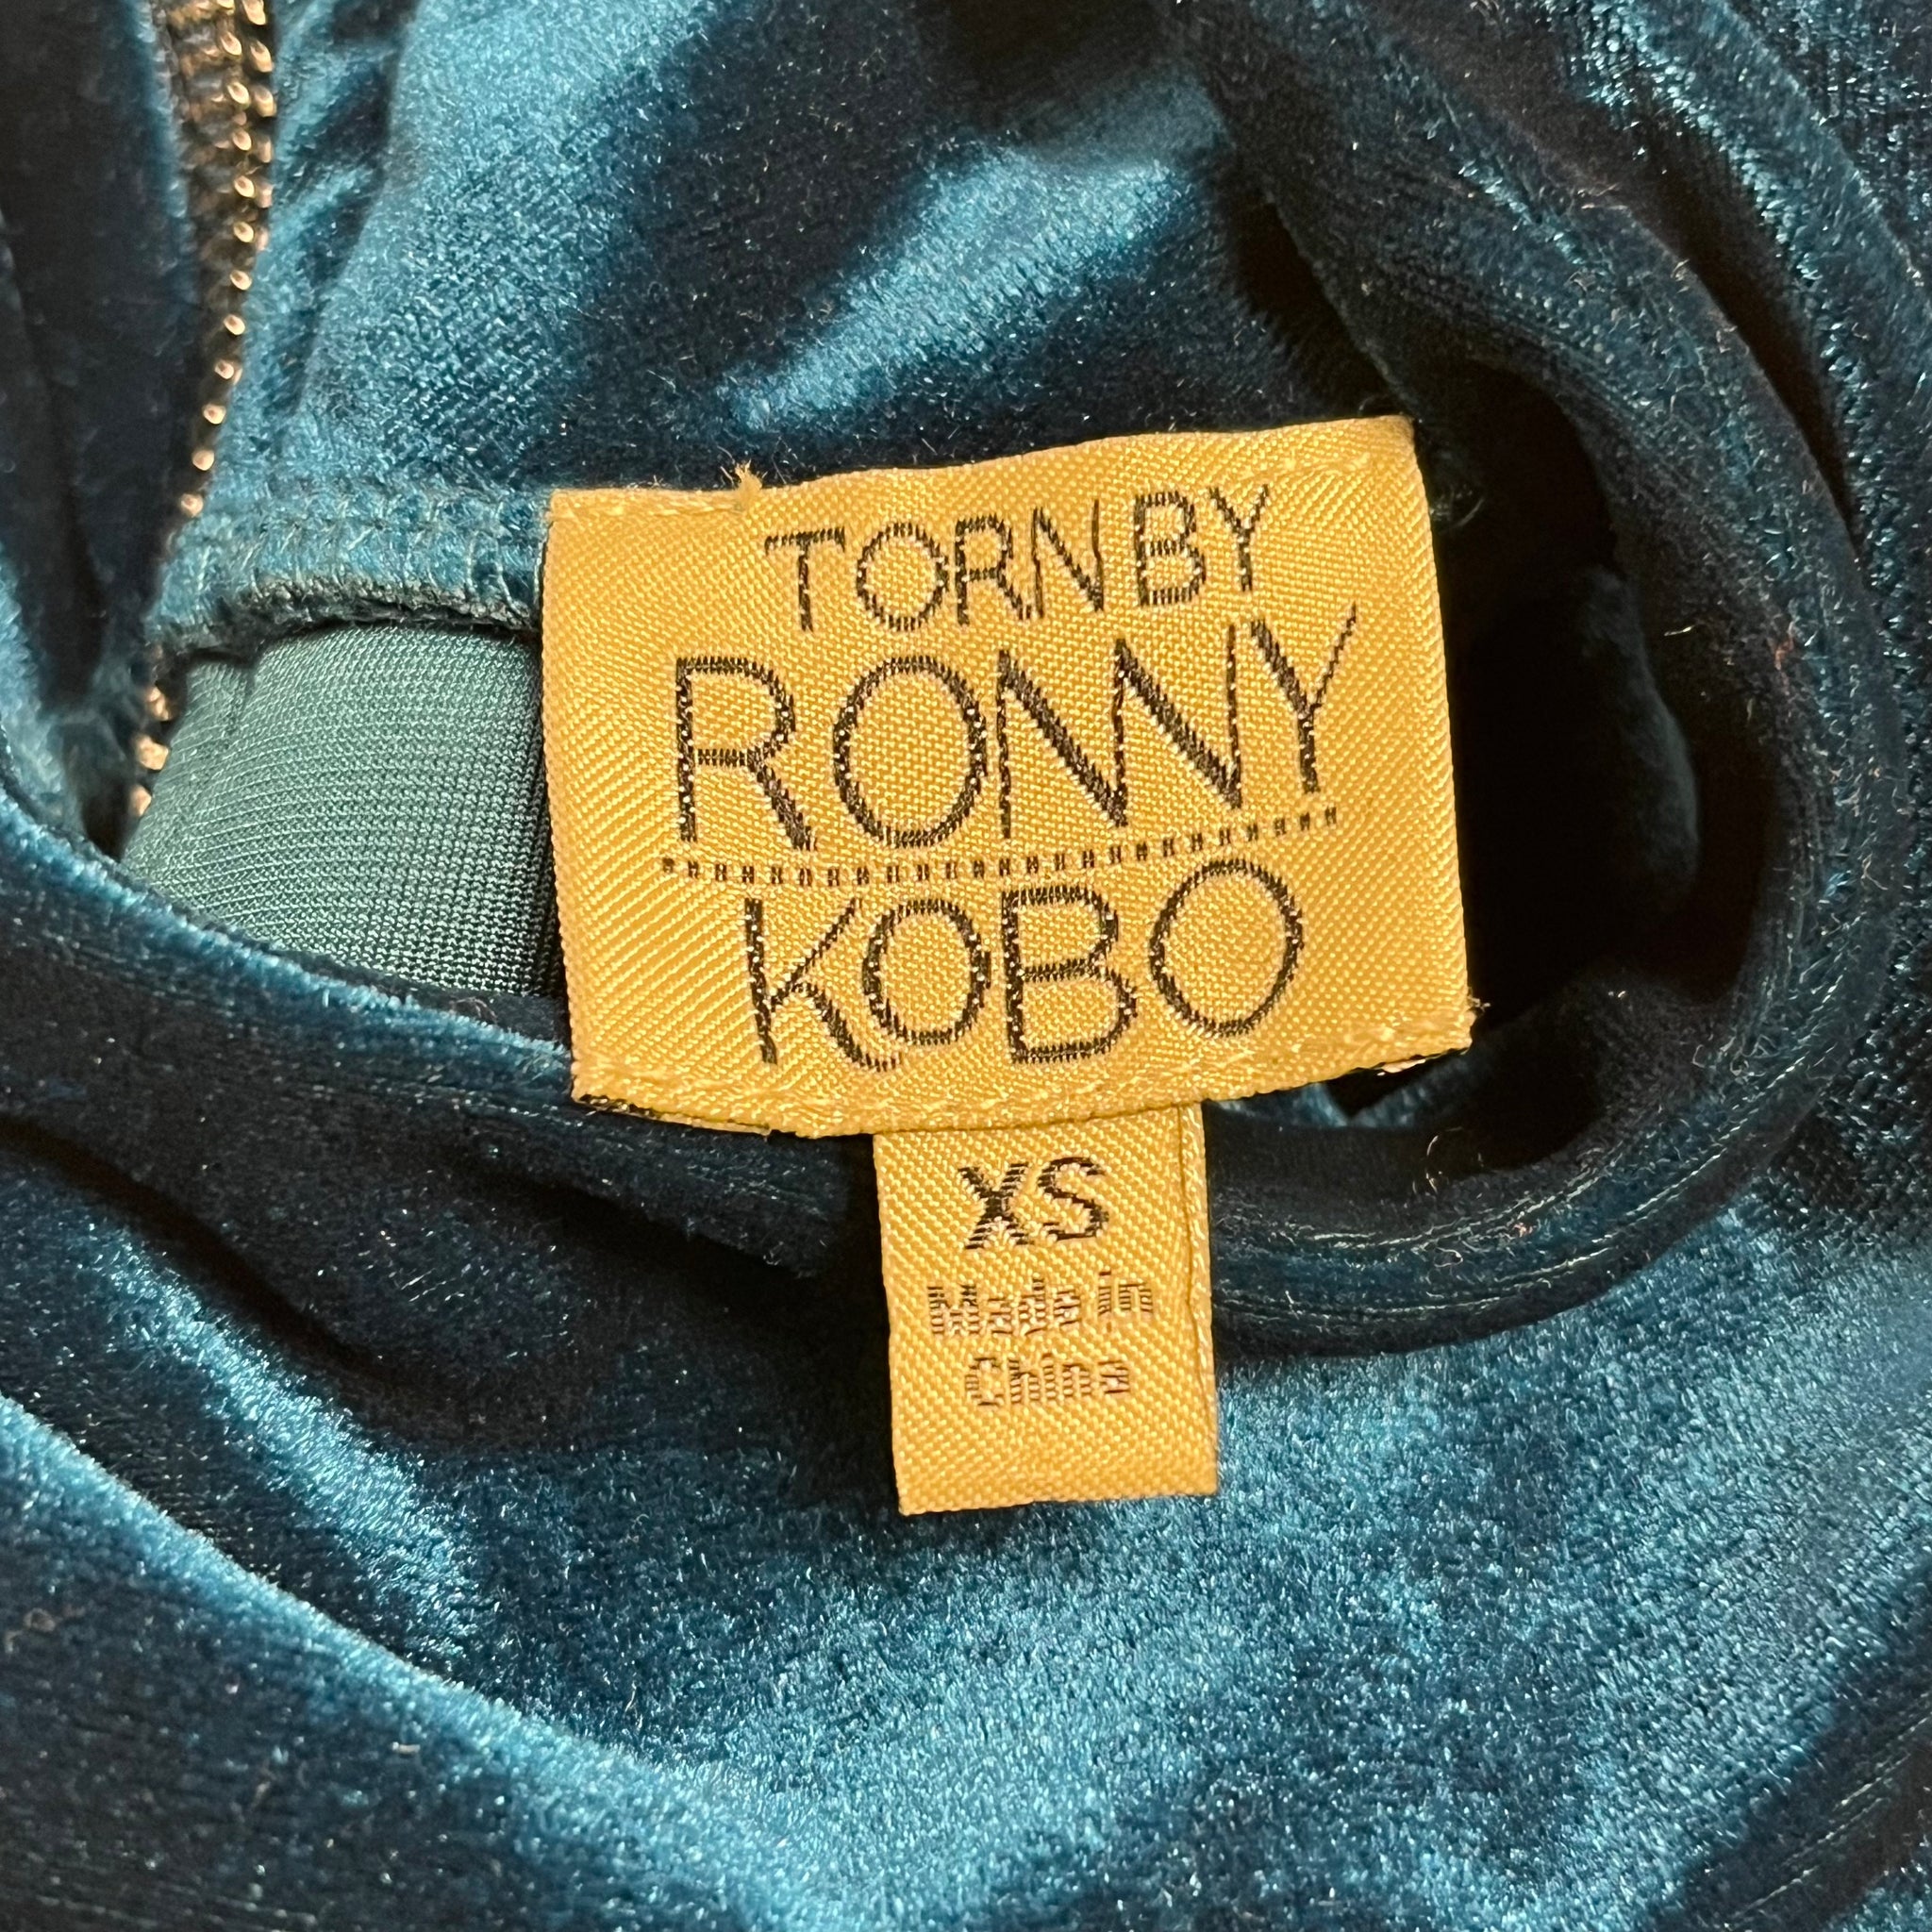 TORN BY
RONNY
KOBO
XS
Made in
China